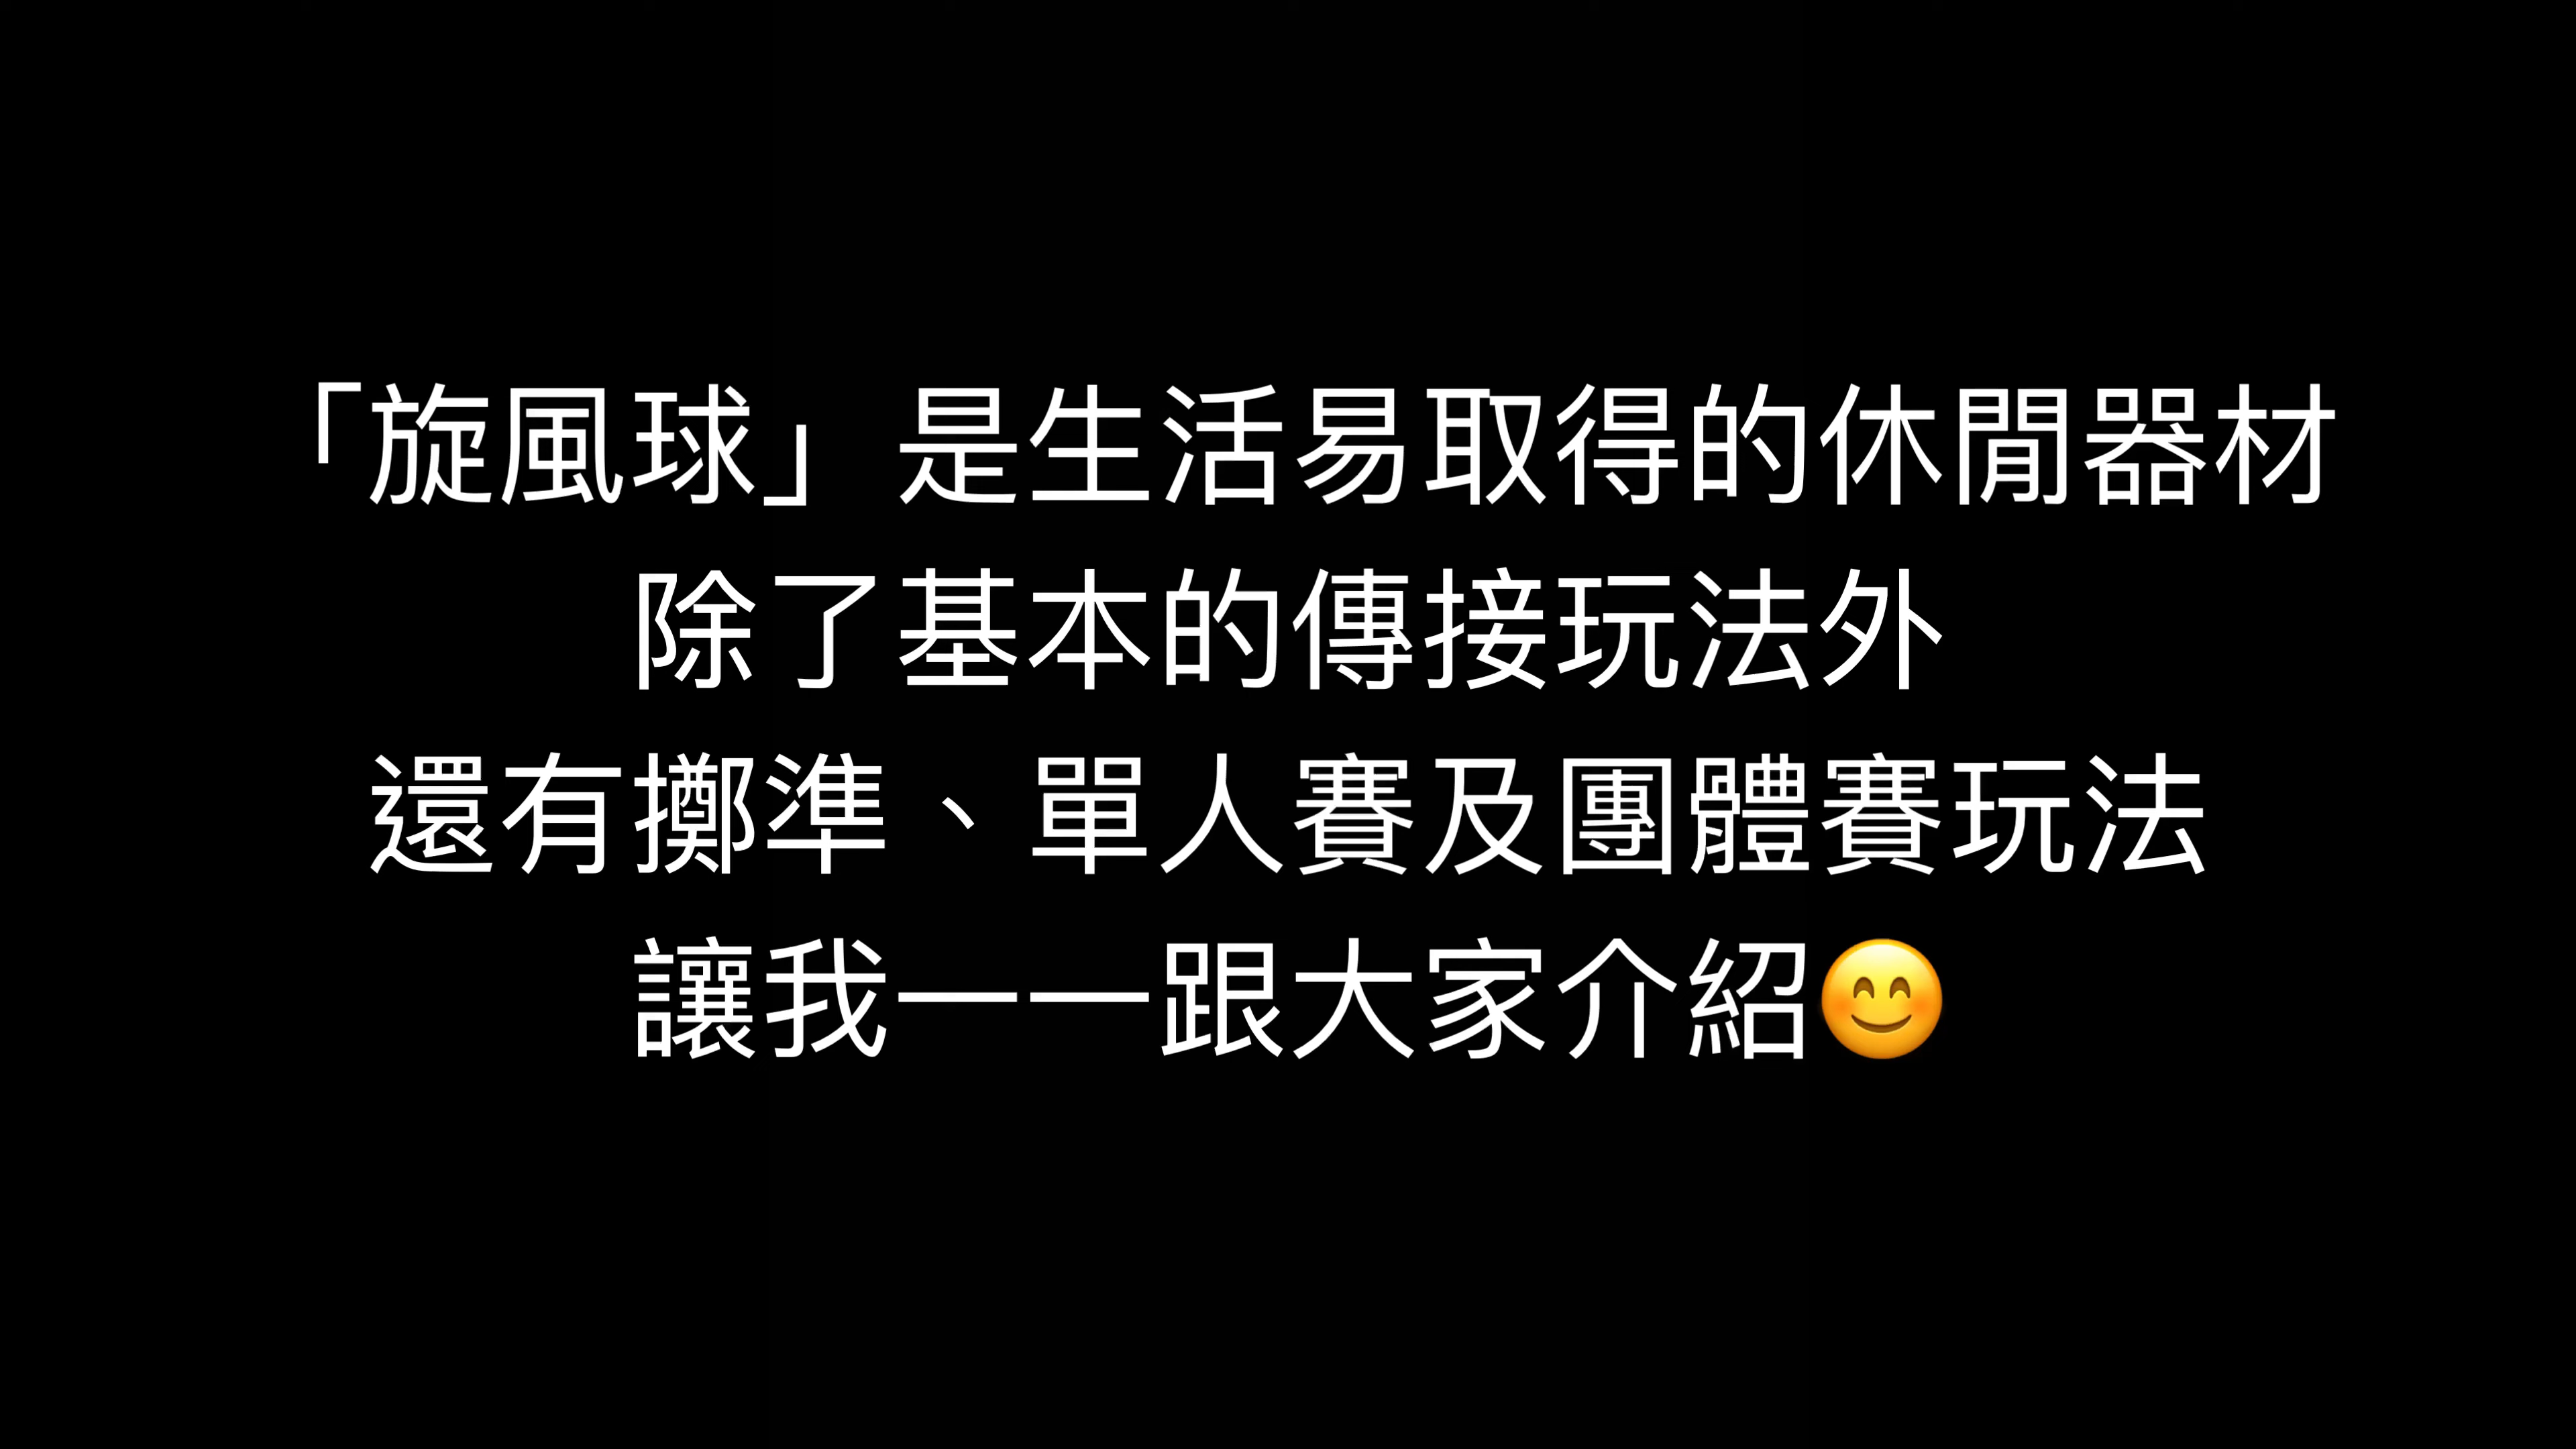 「旋風球」是生活易取得的休閒器材
除了基本的傳接玩法外
還有擲準、單人賽及團體賽玩法
讓我一一跟大家介紹😊